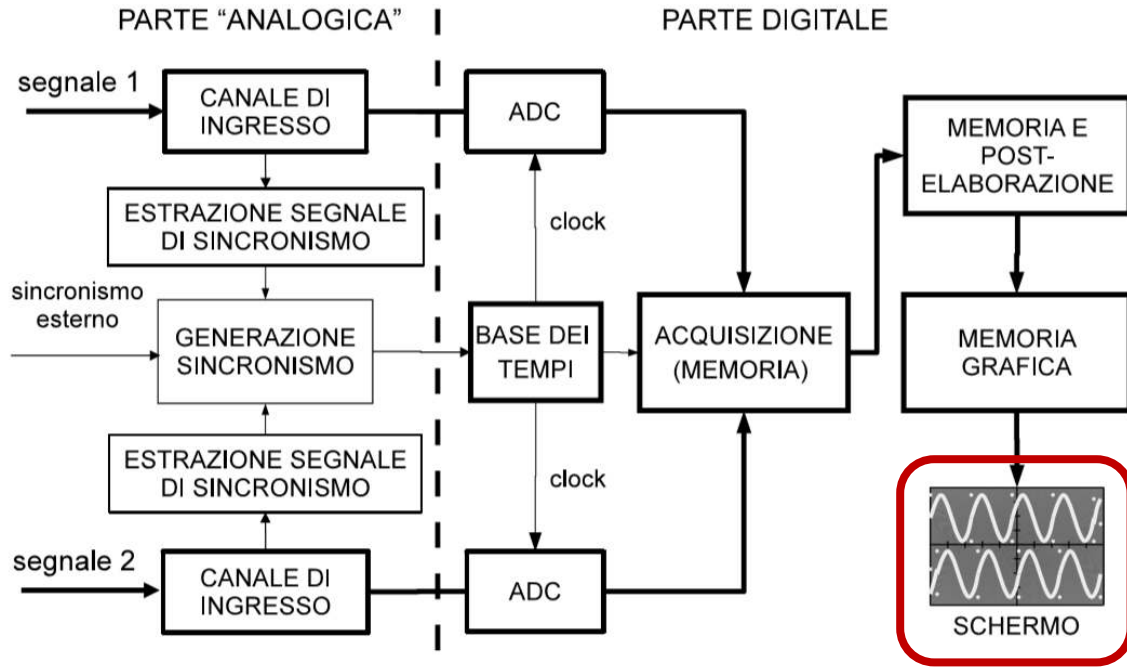 PARTE “ANALOGICA”
PARTE DIGITALE
segnale 1
CANALE DI
INGRESSO
ADC
MEMORIA E
POST-
ELABORAZIONE
ESTRAZIONE SEGNALE
DI SINCRONISMO
clock
sincronismo
esterno
GENERAZIONE
SINCRONISMO
BASE DEI
TEMPI
ACQUISIZIONE
(MEMORIA)
MEMORIA
GRAFICA
ESTRAZIONE SEGNALE
DI SINCRONISMO
clock
segnale 2
CANALE DI
INGRESSO
ADC
SCHERMO